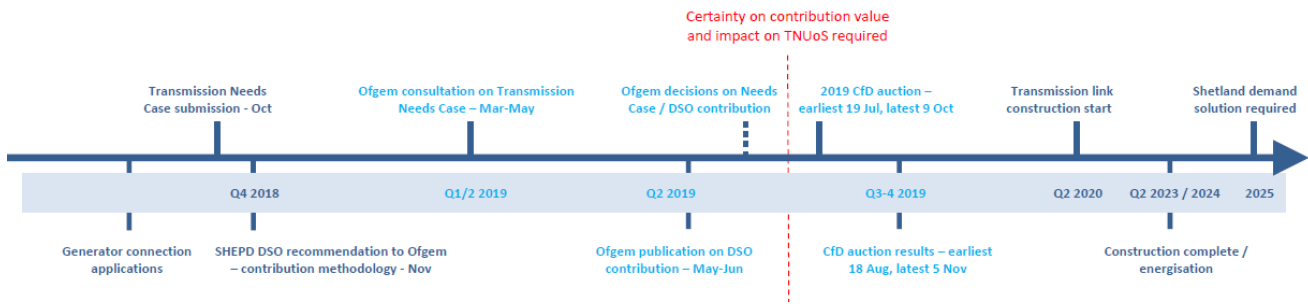 Certainty on contribution value
and impact on TNUoS required
Transmission Needs
Case submission - Oct
Ofgem consultation on Transmission
Needs Case – Mar-May
Ofgem decisions on Needs
Case / DSO contribution
2019 CfD auction –
earliest 19 Jul, latest 9 Oct
Transmission link
construction start
Shetland demand
solution required
Q4 2018
Q1/2 2019
Q2 2019
Q3-4 2019
Q2 2020
Q2 2023 / 2024
2025
Generator connection
applications
SHEPD DSO recommendation to Ofgem
– contribution methodology - Nov
Ofgem publication on DSO
contribution – May-Jun
CfD auction results – earliest
18 Aug, latest 5 Nov
Construction complete /
energisation